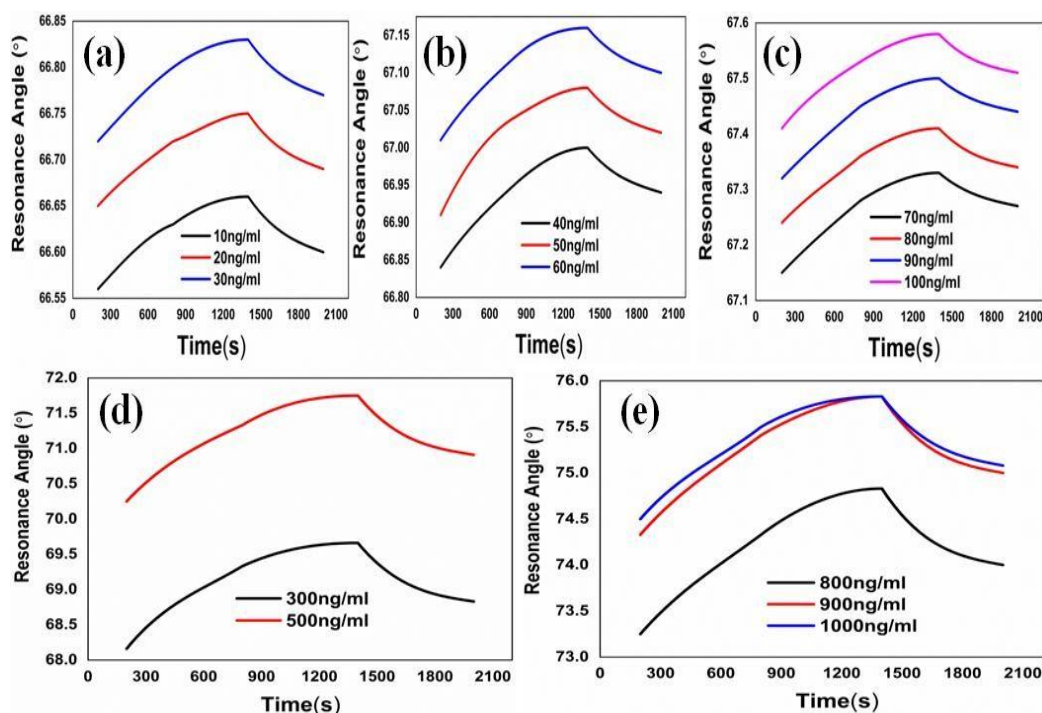 (a)
Resonance Angle (°)
66.85
66.80
66.75
66.70
66.65
66.60
66.55
10ng/ml
20ng/ml
30ng/ml
0 300 600 900 1200 1500 1800 2100
Time(s)
(b)
Resonance Angle (°)
67.15
67.10
67.05
67.00
66.95
66.90
66.85
66.80
40ng/ml
50ng/ml
60ng/ml
0 300 600 900 1200 1500 1800 2100
Time(s)
(c)
Resonance Angle (°)
67.6
67.5
67.4
67.3
67.2
67.1
70ng/ml
80ng/ml
90ng/ml
100ng/ml
0 300 600 900 1200 1500 1800 2100
Time(s)
(d)
Resonance Angle (°)
72.0
71.5
71.0
70.5
70.0
69.5
69.0
68.5
68.0
300ng/ml
500ng/ml
0 300 600 900 1200 1500 1800 2100
Time(s)
(e)
Resonance Angle (°)
76.0
75.5
75.0
74.5
74.0
73.5
73.0
800ng/ml
900ng/ml
1000ng/ml
0 300 600 900 1200 1500 1800 2100
Time(s)